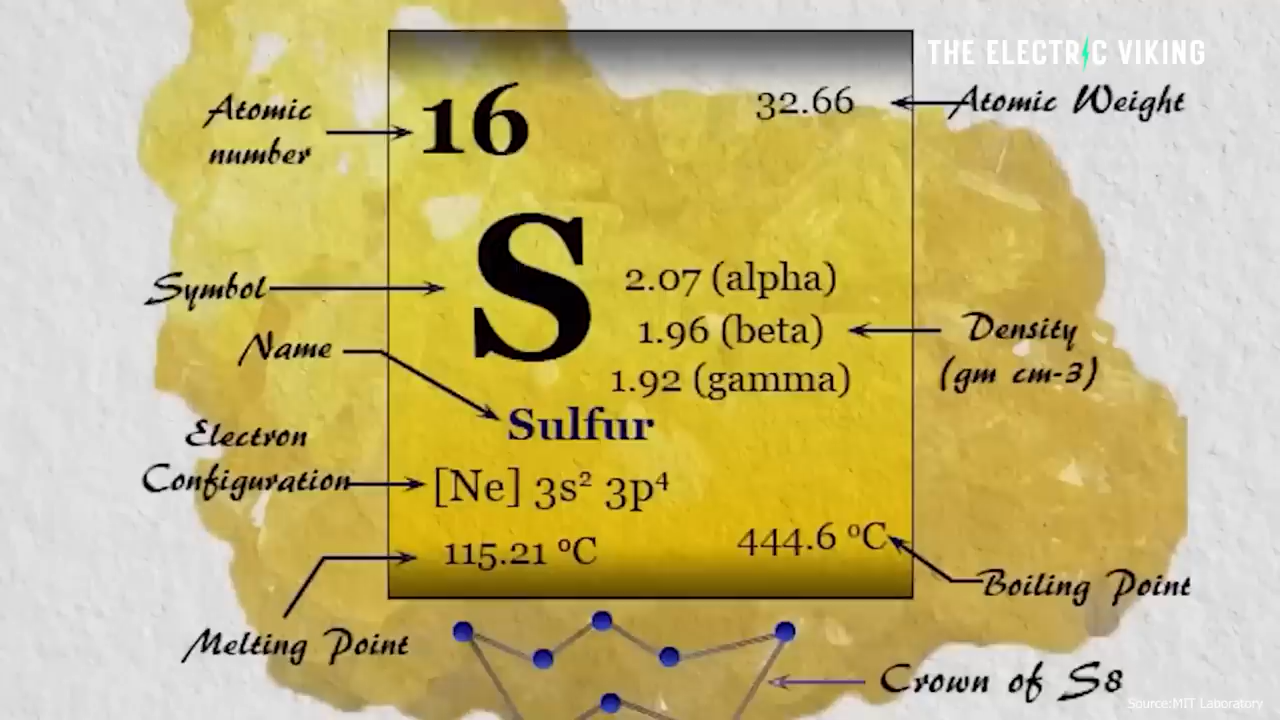 THE ELECTRIC VIKING
Atomic
number
16
32.66
Atomic Weight
Symbol
S
2.07 (alpha)
1.96 (beta)
1.92 (gamma)
Density
(gm cm-3)
Name
Sulfur
Electron
Configuration
[Ne] 3s² 3p⁴
115.21 ºC
444.6 ºC
Boiling Point
Melting Point
Crown of S8
Source:MIT Laboratory